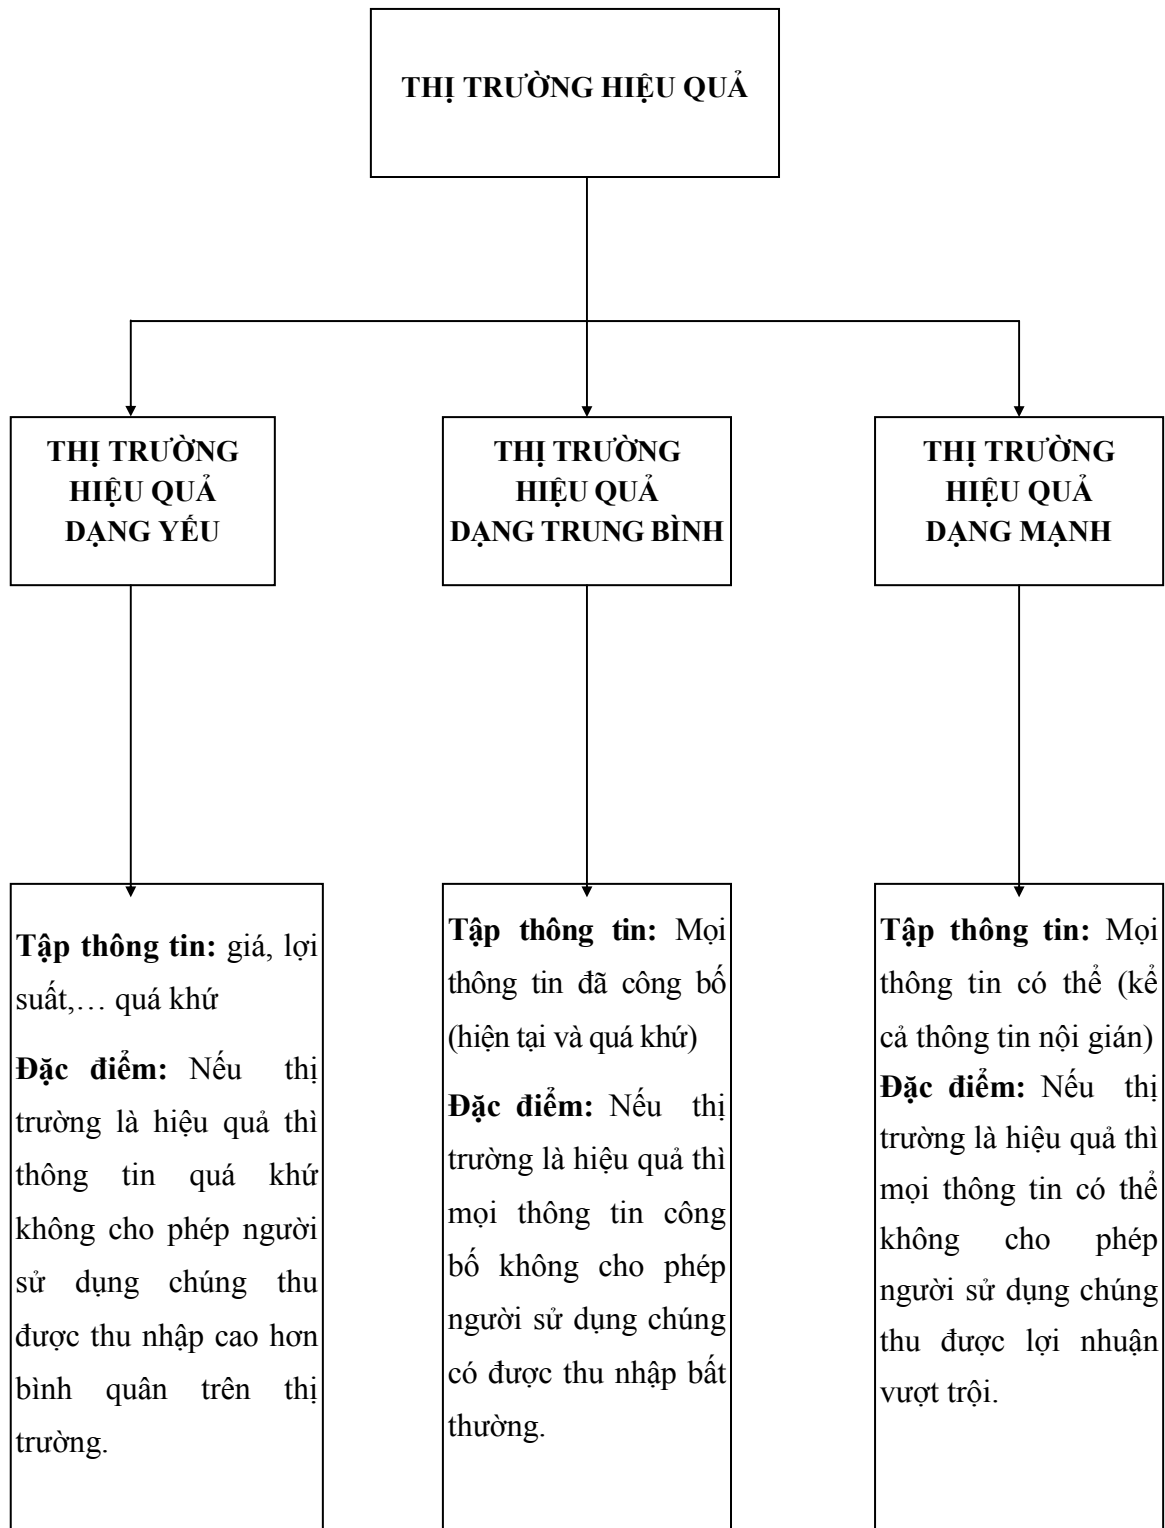 THỊ TRƯỜNG HIỆU QUẢ
THỊ TRƯỜNG
HIỆU QUẢ
DẠNG YẾU
THỊ TRƯỜNG
HIỆU QUẢ
DẠNG TRUNG BÌNH
THỊ TRƯỜNG
HIỆU QUẢ
DẠNG MẠNH
Tập thông tin: giá, lợi
suất,… quá khứ
Đặc điểm: Nếu thị
trường là hiệu quả thì
thông tin quá khứ
không cho phép người
sử dụng chúng thu
được thu nhập cao hơn
bình quân trên thị
trường.
Tập thông tin: Mọi
thông tin đã công bố
(hiện tại và quá khứ)
Đặc điểm: Nếu thị
trường là hiệu quả thì
mọi thông tin công
bố không cho phép
người sử dụng chúng
có được thu nhập bất
thường.
Tập thông tin: Mọi
thông tin có thể (kể
cả thông tin nội gián)
Đặc điểm: Nếu thị
trường là hiệu quả thì
mọi thông tin có thể
không cho phép
người sử dụng chúng
thu được lợi nhuận
vượt trội.